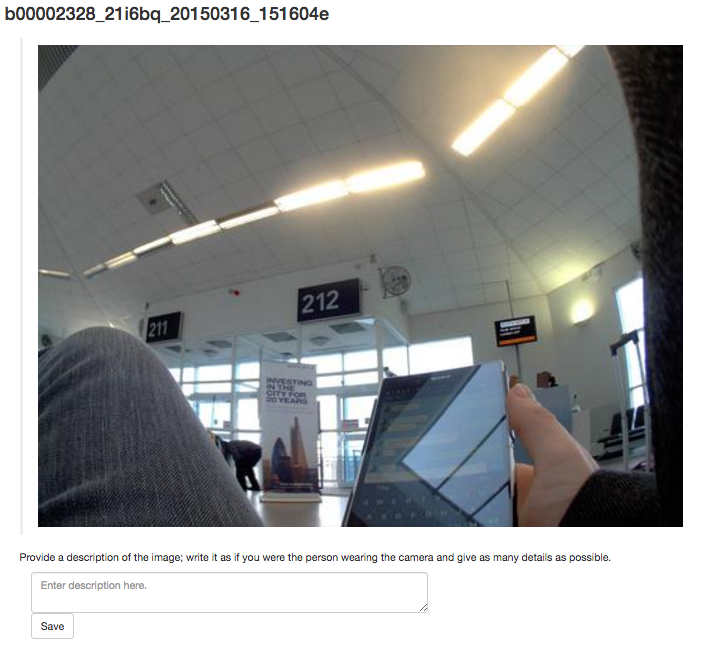 b00002328_21i6bq_20150316_151604e
211
212
INVESTING
IN THE
CITY FOR
20 YEARS
Provide a description of the image; write it as if you were the person wearing the camera and give as many details as possible.
Enter description here.
Save